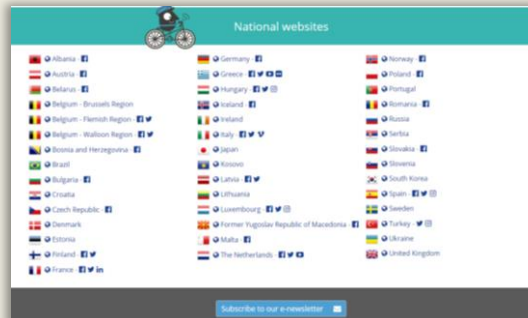 National websites
Albania -
Austria -
Belarus -
Belgium - Brussels Region
Belgium - Flemish Region -
Belgium - Walloon Region -
Bosnia and Herzegovina -
Brazil
Bulgaria -
Croatia
Czech Republic -
Denmark
Estonia
Finland -
France -
Germany -
Greece -
Hungary -
Iceland -
Ireland
Italy -
Japan
Kosovo
Latvia -
Lithuania
Luxembourg -
Former Yugoslav Republic of Macedonia -
Malta -
The Netherlands -
Norway -
Poland -
Portugal
Romania -
Russia
Serbia
Slovakia -
Slovenia
South Korea
Spain -
Sweden
Turkey -
Ukraine
United Kingdom
Subscribe to our e-newsletter